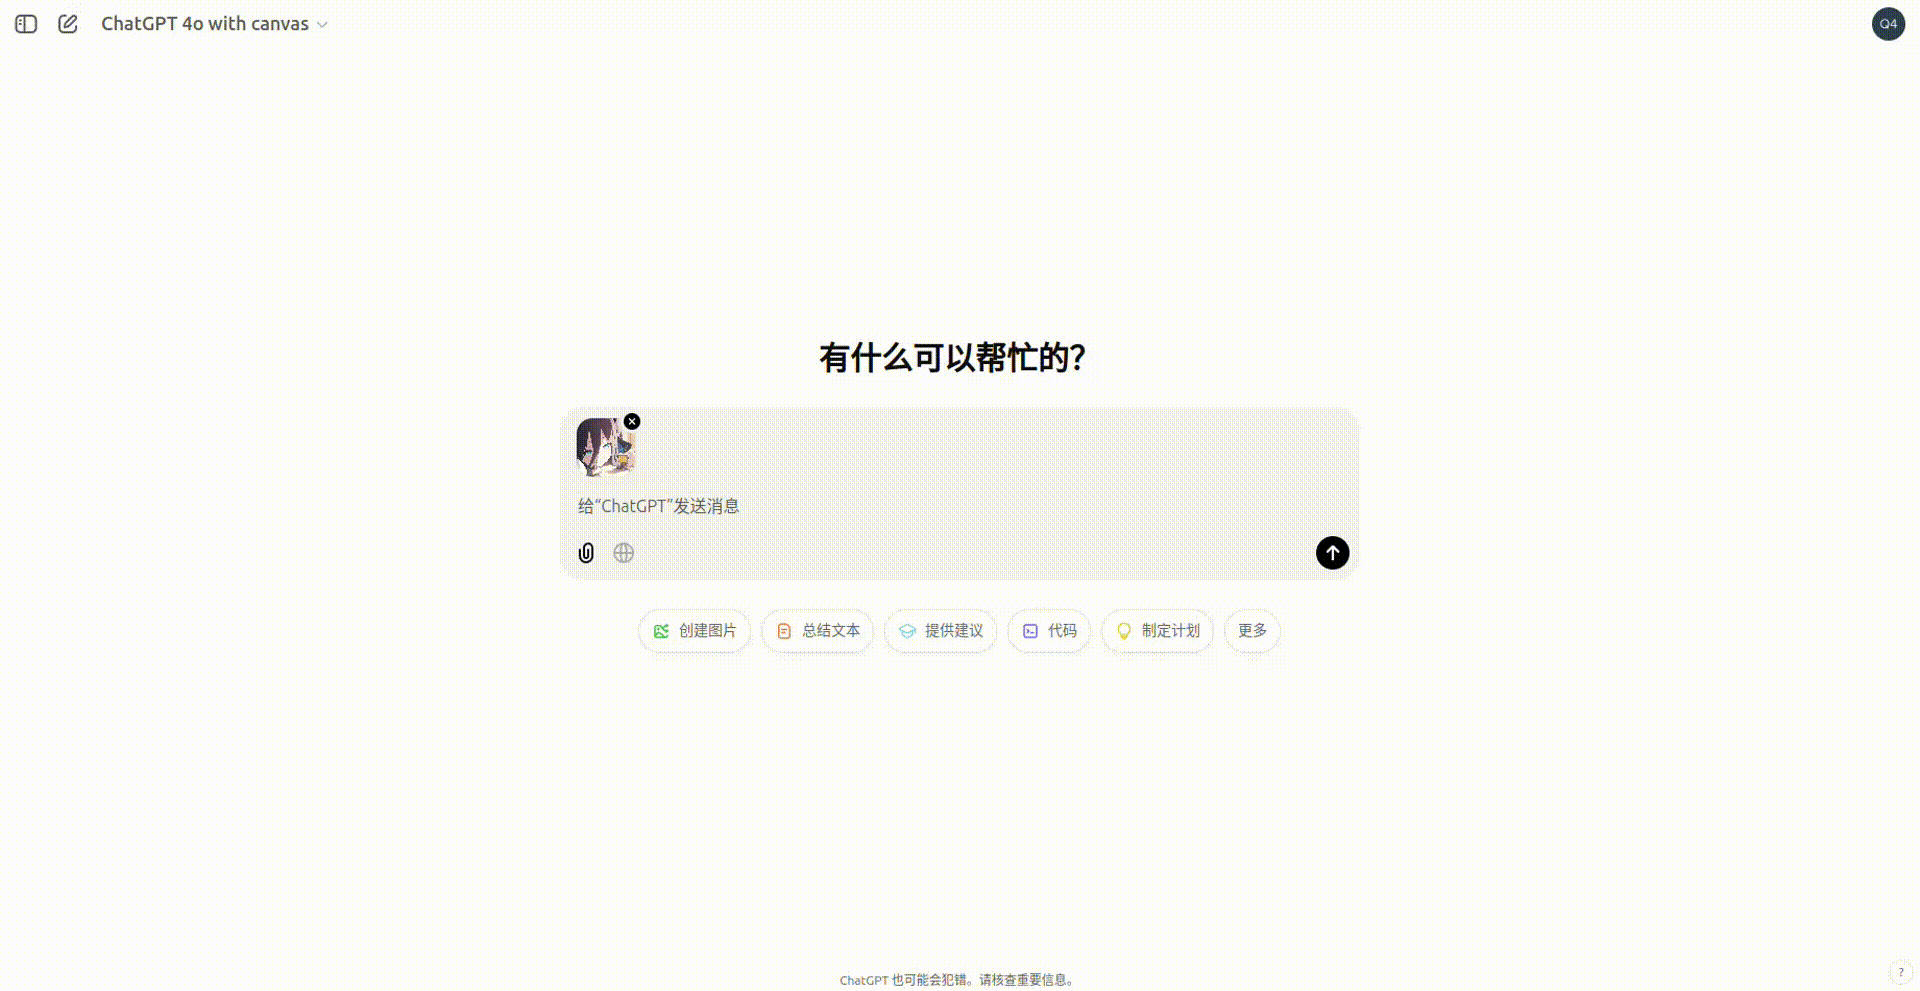 ChatGPT 4o with canvas
Q4
有什么可以帮忙的？
给“ChatGPT”发送消息
创建图片
总结文本
提供建议
代码
制定计划
更多
ChatGPT 也可能会犯错。请核查重要信息。
?